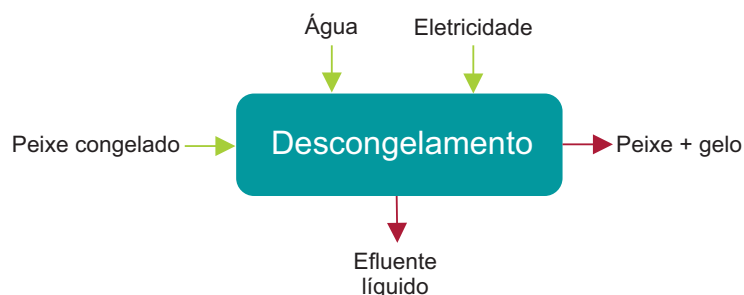 Água Eletricidade
Peixe congelado Descongelamento Peixe + gelo
Efluente
líquido